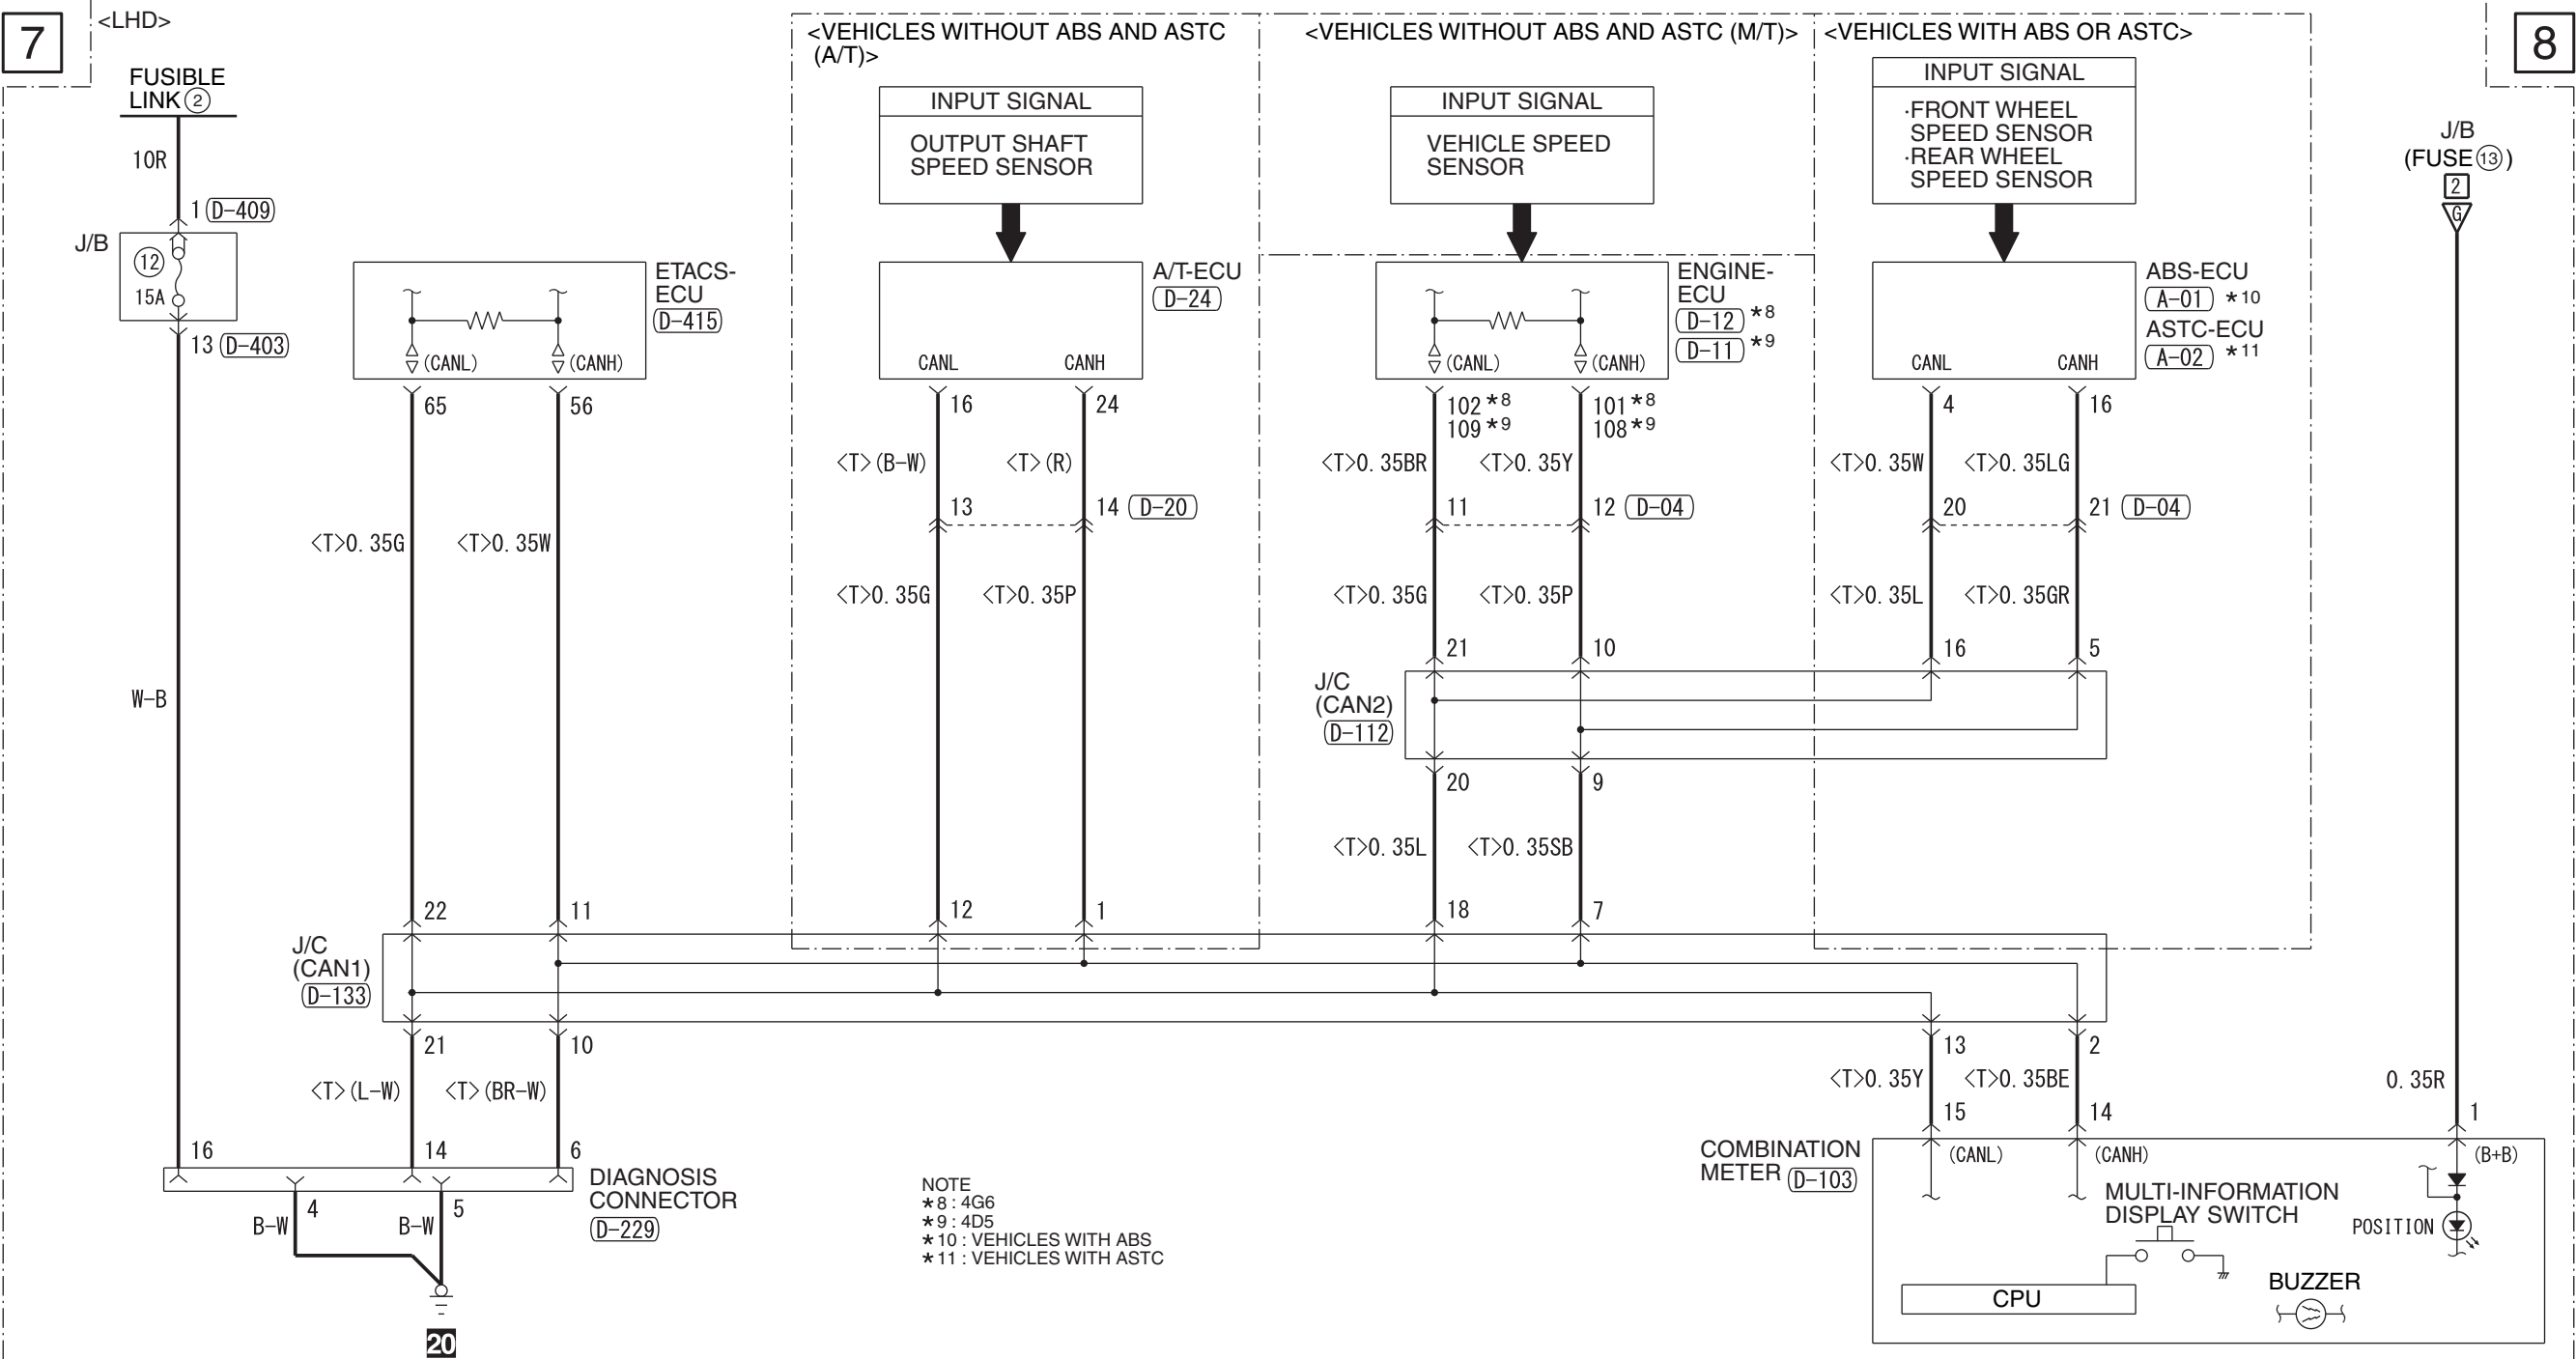 7
<LHD>
8
FUSIBLE
LINK②
10R
1 (D-409)
J/B
⑫
15A
13 (D-403)
W-B
16
ETACS-
ECU
(D-415)
(CANL)
(CANH)
65
56
<T>0.35G
<T>0.35W
22
11
<VEHICLES WITHOUT ABS AND ASTC
(A/T)>
INPUT SIGNAL
OUTPUT SHAFT
SPEED SENSOR
A/T-ECU
(D-24)
CANL
CANH
16
24
<T>(B-W)
<T>(R)
13
14 (D-20)
<T>0.35G
<T>0.35P
12
1
<VEHICLES WITHOUT ABS AND ASTC (M/T)>
INPUT SIGNAL
VEHICLE SPEED
SENSOR
ENGINE-
ECU
(D-12) *8
(D-11) *9
(CANL)
(CANH)
102*8
109*9
101*8
108*9
<T>0.35BR
<T>0.35Y
11
12 (D-04)
<T>0.35G
<T>0.35P
21
10
<VEHICLES WITH ABS OR ASTC>
INPUT SIGNAL
·FRONT WHEEL
SPEED SENSOR
·REAR WHEEL
SPEED SENSOR
ABS-ECU
(A-01) *10
ASTC-ECU
(A-02) *11
CANL
CANH
4
16
<T>0.35W
<T>0.35LG
20
21 (D-04)
<T>0.35L
<T>0.35GR
16
5
J/C
(CAN2)
(D-112)
20
9
<T>0.35L
<T>0.35SB
18
7
J/C
(CAN1)
(D-133)
21
10
<T>(L-W)
<T>(BR-W)
14
6
DIAGNOSIS
CONNECTOR
(D-229)
4
5
B-W
B-W
20
NOTE
*8 : 4G6
*9 : 4D5
*10 : VEHICLES WITH ABS
*11 : VEHICLES WITH ASTC
13
2
<T>0.35Y
<T>0.35BE
15
14
J/B
(FUSE⑬)
2
G
0.35R
1
COMBINATION
METER (D-103)
(CANL)
(CANH)
(B+B)
MULTI-INFORMATION
DISPLAY SWITCH
POSITION
CPU
BUZZER